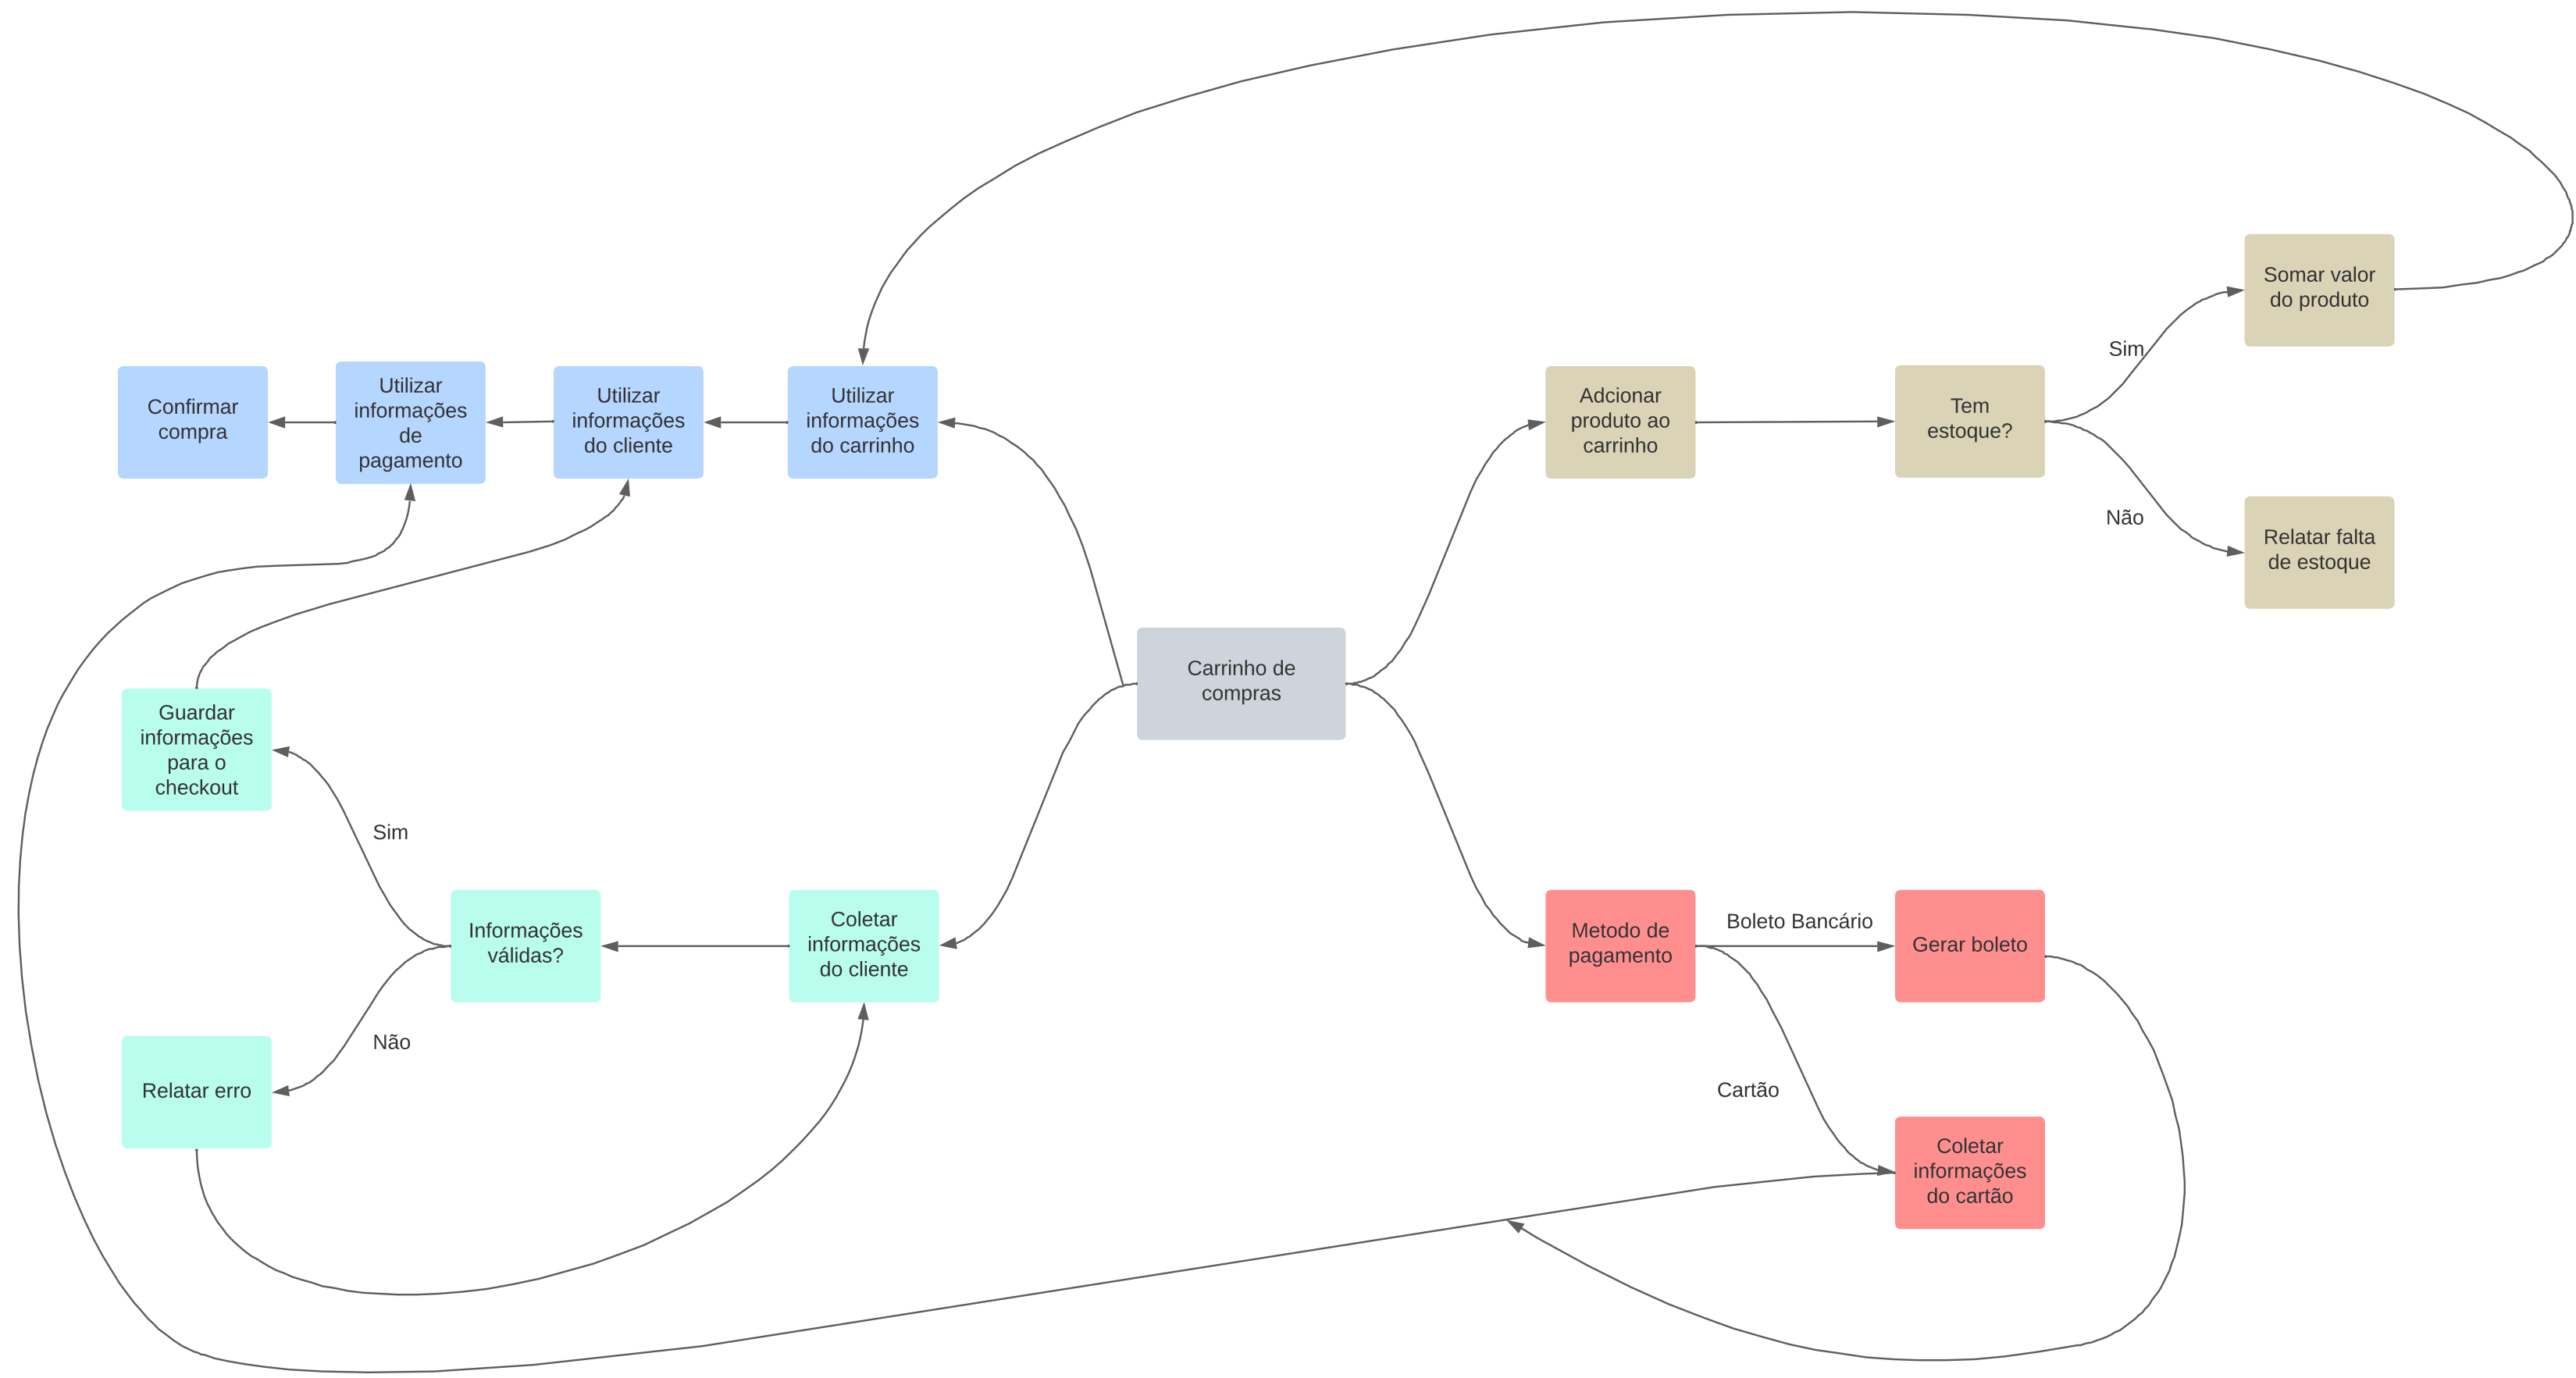 Somar valor
do produto
Sim
Confirmar
compra
Utilizar
informações
de
pagamento
Utilizar
informações
do cliente
Utilizar
informações
do carrinho
Adcionar
produto ao
carrinho
Tem
estoque?
Não
Relatar falta
de estoque
Carrinho de
compras
Guardar
informações
para o
checkout
Sim
Informações
válidas?
Coletar
informações
do cliente
Metodo de
pagamento
Boleto Bancário
Gerar boleto
Não
Relatar erro
Cartão
Coletar
informações
do cartão